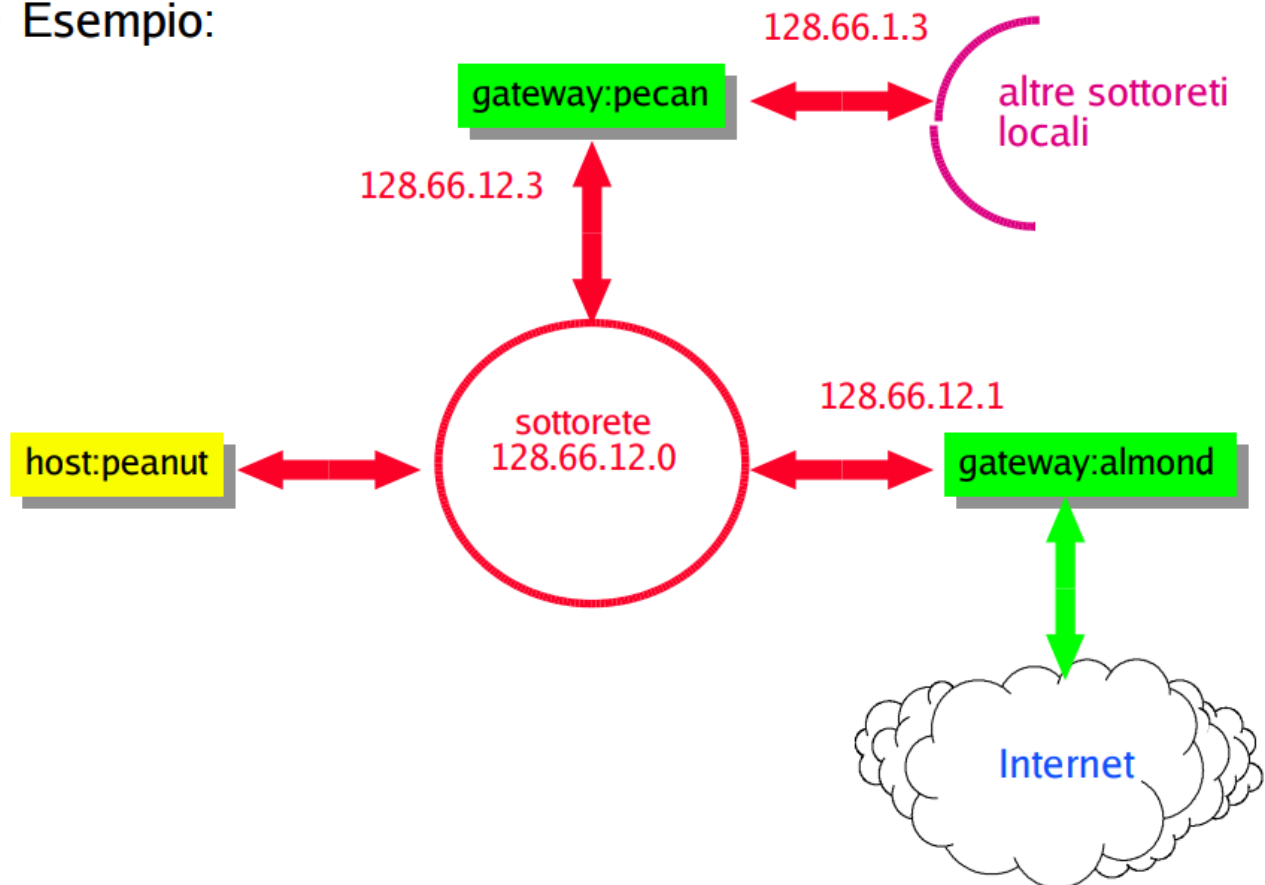 Esempio:
128.66.1.3
gateway:pecan
altre sottoreti
locali
128.66.12.3
128.66.12.1
sottorete
128.66.12.0
host:peanut
gateway:almond
Internet